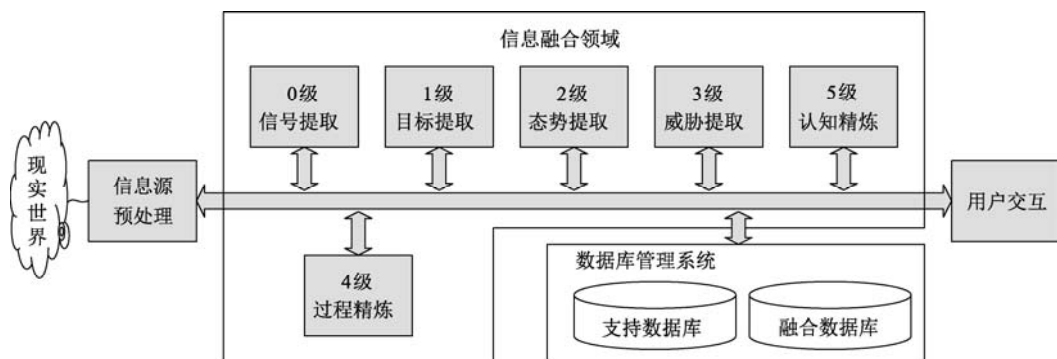 信息融合领域
0级
信号提取
1级
目标提取
2级
态势提取
3级
威胁提取
5级
认知精炼
现实世界
信息源
预处理
用户交互
4级
过程精炼
数据库管理系统
支持数据库
融合数据库